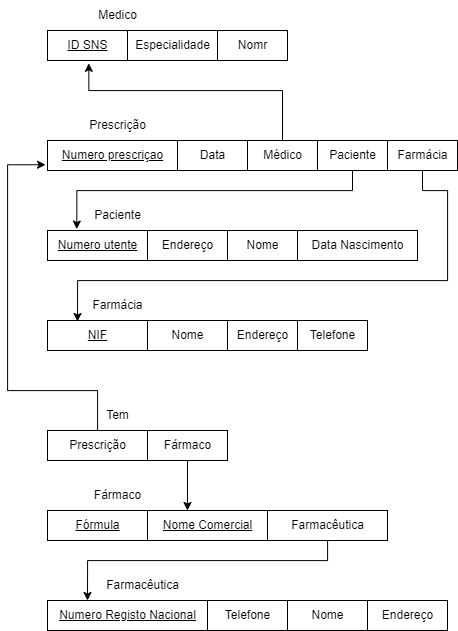 Medico
ID SNS Especialidade Nomr
Prescrição
Numero prescriçao Data Médico Paciente Farmácia
Paciente
Numero utente Endereço Nome Data Nascimento
Farmácia
NIF Nome Endereço Telefone
Tem
Prescrição Fármaco
Fármaco
Fórmula Nome Comercial Farmacêutica
Farmacêutica
Numero Registo Nacional Telefone Nome Endereço